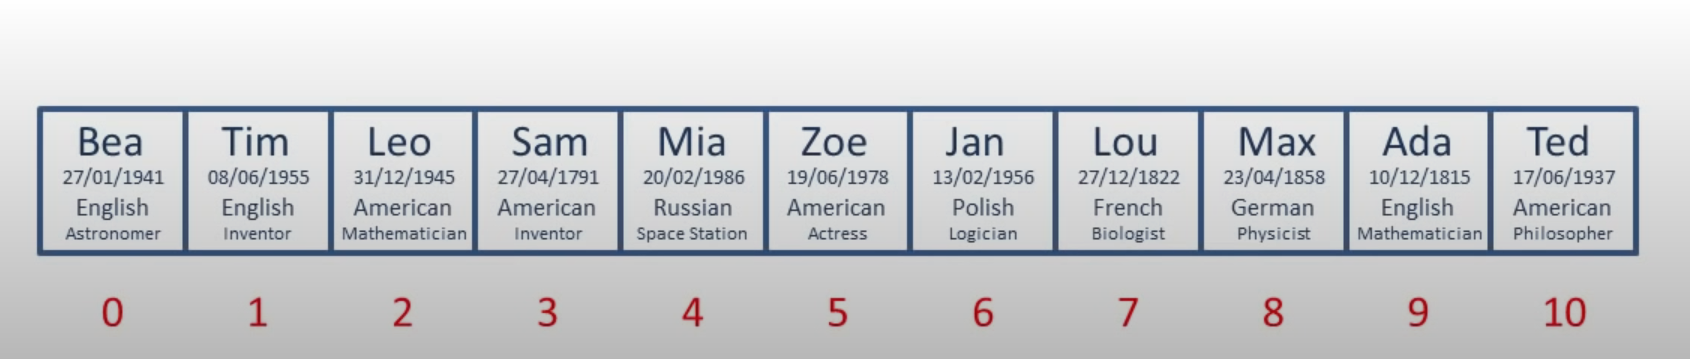 Bea
27/01/1941
English
Astronomer
Tim
08/06/1955
English
Inventor
Leo
31/12/1945
American
Mathematician
Sam
27/04/1791
American
Inventor
Mia
20/02/1986
Russian
Space Station
Zoe
19/06/1978
American
Actress
Jan
13/02/1956
Polish
Logician
Lou
27/12/1822
French
Biologist
Max
23/04/1858
German
Physicist
Ada
10/12/1815
English
Mathematician
Ted
17/06/1937
American
Philosopher
0 1 2 3 4 5 6 7 8 9 10